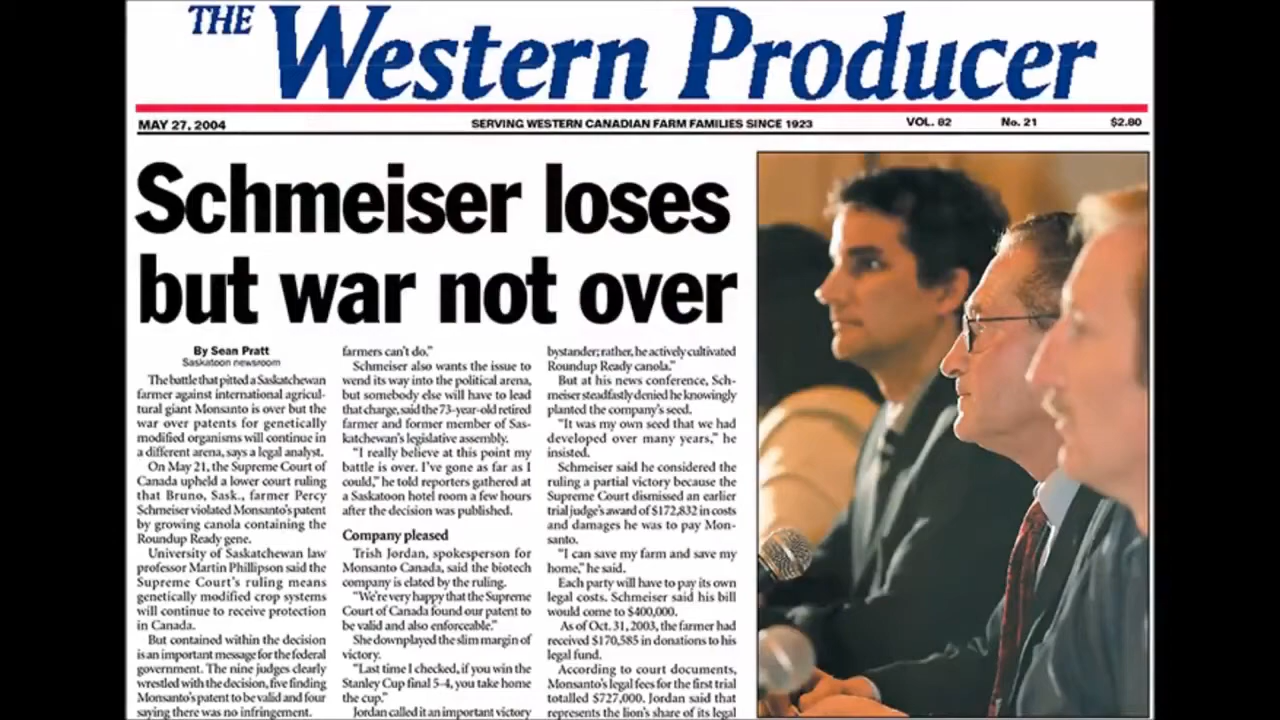 THE Western Producer
MAY 27, 2004 SERVING WESTERN CANADIAN FARM FAMILIES SINCE 1923 VOL. 82 No. 21 $2.80
Schmeiser loses
but war not over
By Sean Pratt
Saskatoon newsroom
The battle that pitted a Saskatchewan
farmer against international agricul-
tural giant Monsanto is over but the
war over patents for genetically
modified organisms will continue in
a different arena, says a legal analyst.
On May 21, the Supreme Court of
Canada upheld a lower court ruling
that Bruno, Sask., farmer Percy
Schmeiser violated Monsanto's patent
by growing canola containing the
Roundup Ready gene.
University of Saskatchewan law
professor Martin Phillipson said the
Supreme Court's ruling means
genetically modified crop systems
will continue to receive protection
in Canada.
But contained within the decision
is an important message for the federal
government. The nine judges clearly
wrestled with the decision, five finding
Monsanto's patent to be valid and four
saying there was no infringement.
farmers can't do."
Schmeiser also wants the issue to
wend its way into the political arena,
but somebody else will have to lead
that charge, said the 73-year-old retired
farmer and former member of Sas-
katchewan's legislative assembly.
"I really believe at this point my
battle is over. I've gone as far as I
could," he told reporters gathered at
a Saskatoon hotel room a few hours
after the decision was published.
Company pleased
Trish Jordan, spokesperson for
Monsanto Canada, said the biotech
company is elated by the ruling.
"We're very happy that the Supreme
Court of Canada found our patent to
be valid and also enforceable."
She downplayed the slim margin of
victory.
"Last time I checked, if you win the
Stanley Cup final 5-4, you take home
the cup."
Jordan called it an important victory
bystander; rather, he actively cultivated
Roundup Ready canola."
But at his news conference, Sch-
meiser steadfastly denied he knowingly
planted the company's seed.
"It was my own seed that we had
developed over many years," he
insisted.
Schmeiser said he considered the
ruling a partial victory because the
Supreme Court dismissed an earlier
trial judge's award of $172,832 in costs
and damages he was to pay Mon-
santo.
"I can save my farm and save my
home," he said.
Each party will have to pay its own
legal costs. Schmeiser said his bill
would come to $400,000.
As of Oct. 31, 2003, the farmer had
received $170,585 in donations to his
legal fund.
According to court documents,
Monsanto's legal fees for the first trial
totalled $727,000. Jordan said that
represents the lion's share of its legal